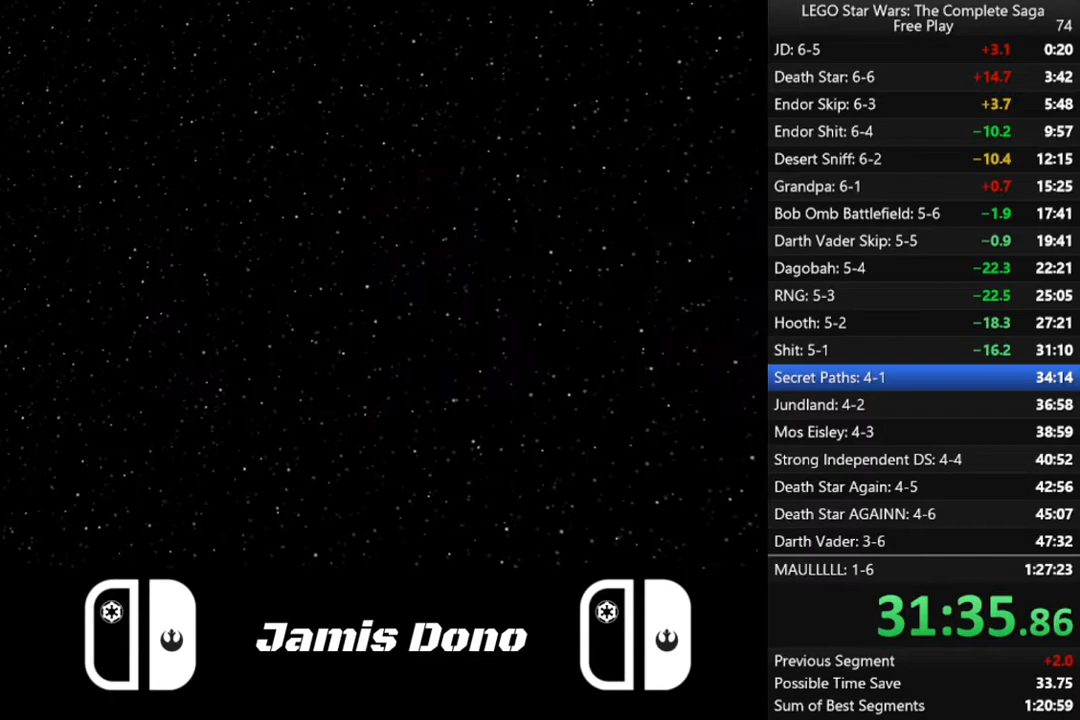 LEGO Star Wars: The Complete Saga
Free Play 74
JD: 6-5 +3.1 0:20
Death Star: 6-6 +14.7 3:42
Endor Skip: 6-3 +3.7 5:48
Endor Shit: 6-4 −10.2 9:57
Desert Sniff: 6-2 −10.4 12:15
Grandpa: 6-1 +0.7 15:25
Bob Omb Battlefield: 5-6 −1.9 17:41
Darth Vader Skip: 5-5 −0.9 19:41
Dagobah: 5-4 −22.3 22:21
RNG: 5-3 −22.5 25:05
Hooth: 5-2 −18.3 27:21
Shit: 5-1 −16.2 31:10
Secret Paths: 4-1 34:14
Jundland: 4-2 36:58
Mos Eisley: 4-3 38:59
Strong Independent DS: 4-4 40:52
Death Star Again: 4-5 42:56
Death Star AGAINN: 4-6 45:07
Darth Vader: 3-6 47:32
MAULLLLL: 1-6 1:27:23
31:35.86
Previous Segment +2.0
Possible Time Save 33.75
Sum of Best Segments 1:20:59
Jamis Dono